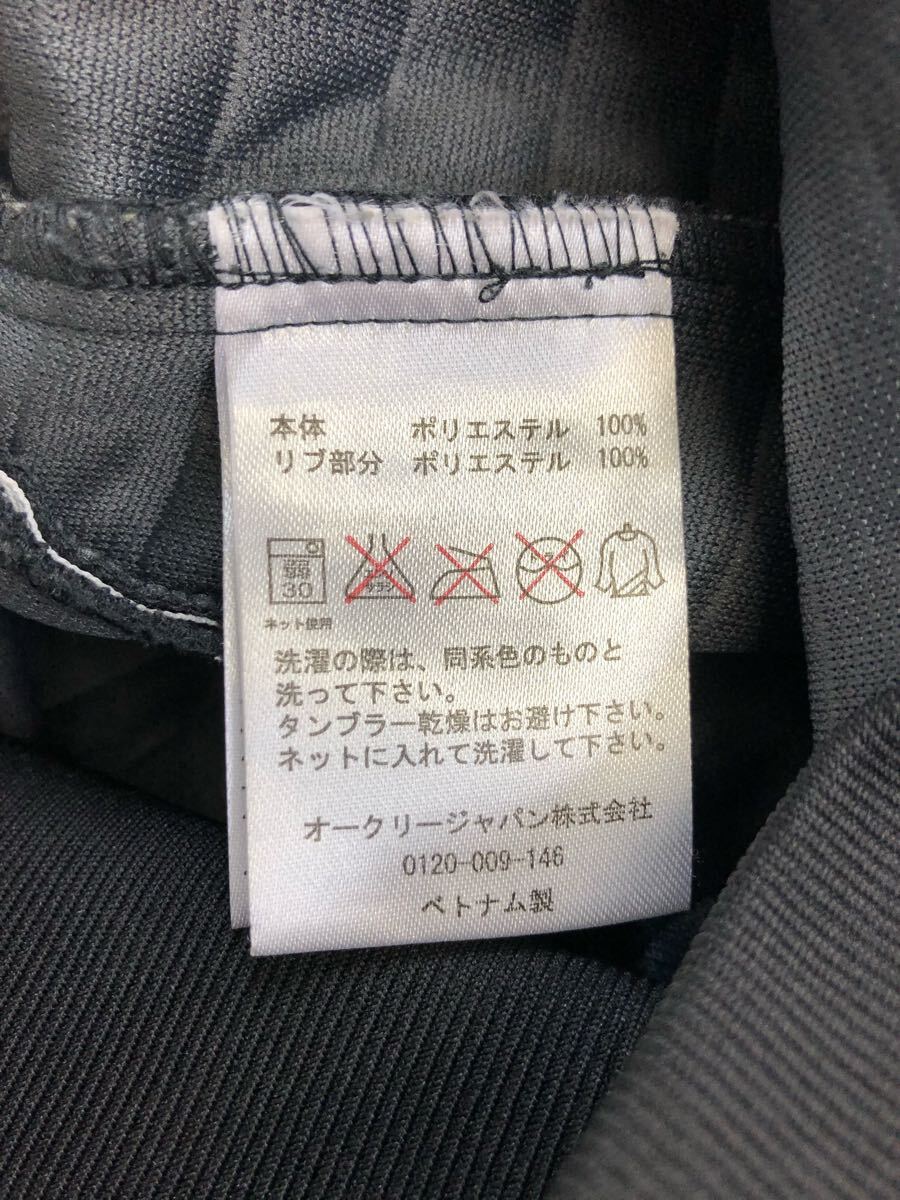 本体 ポリエステル 100%
リブ部分 ポリエステル 100%
30
ネット使用
洗濯の際は、同系色のものと
洗って下さい。
タンブラー乾燥はお避け下さい。
ネットに入れて洗濯して下さい。
オークリージャパン株式会社
0120-009-146
ベトナム製